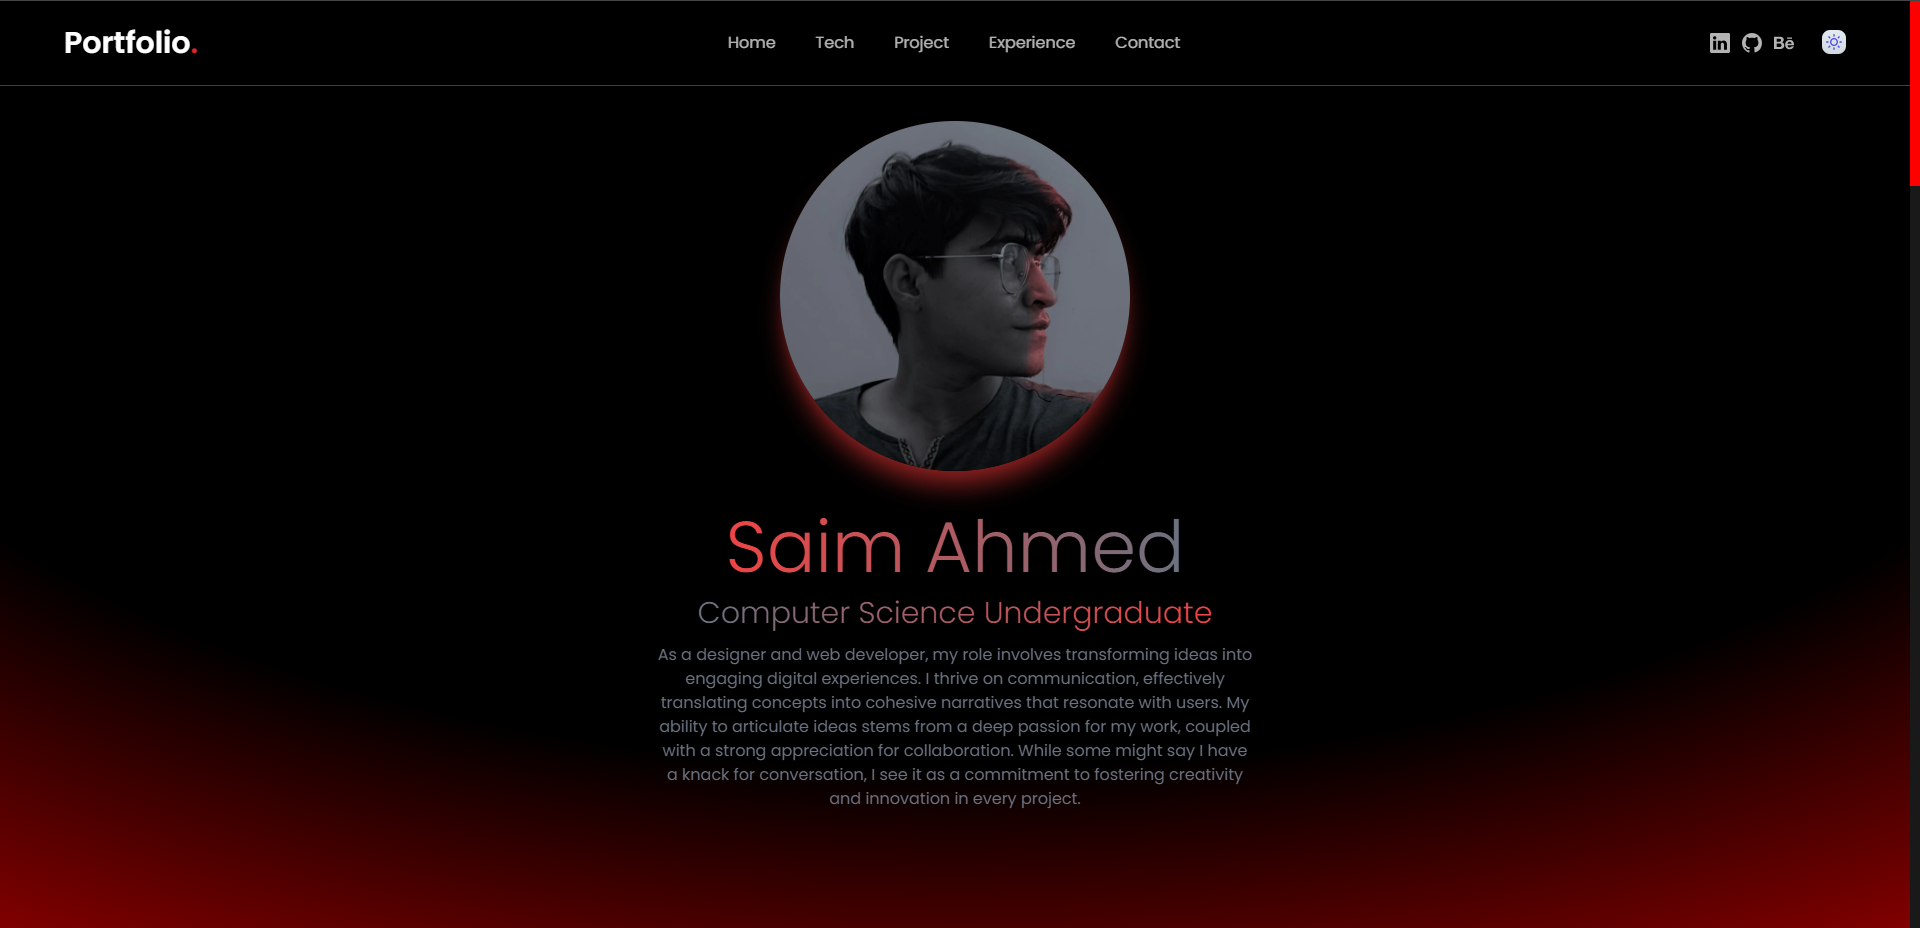 Portfolio.
Home Tech Project Experience Contact
in
Bē
Saim Ahmed
Computer Science Undergraduate
As a designer and web developer, my role involves transforming ideas into
engaging digital experiences. I thrive on communication, effectively
translating concepts into cohesive narratives that resonate with users. My
ability to articulate ideas stems from a deep passion for my work, coupled
with a strong appreciation for collaboration. While some might say I have
a knack for conversation, I see it as a commitment to fostering creativity
and innovation in every project.